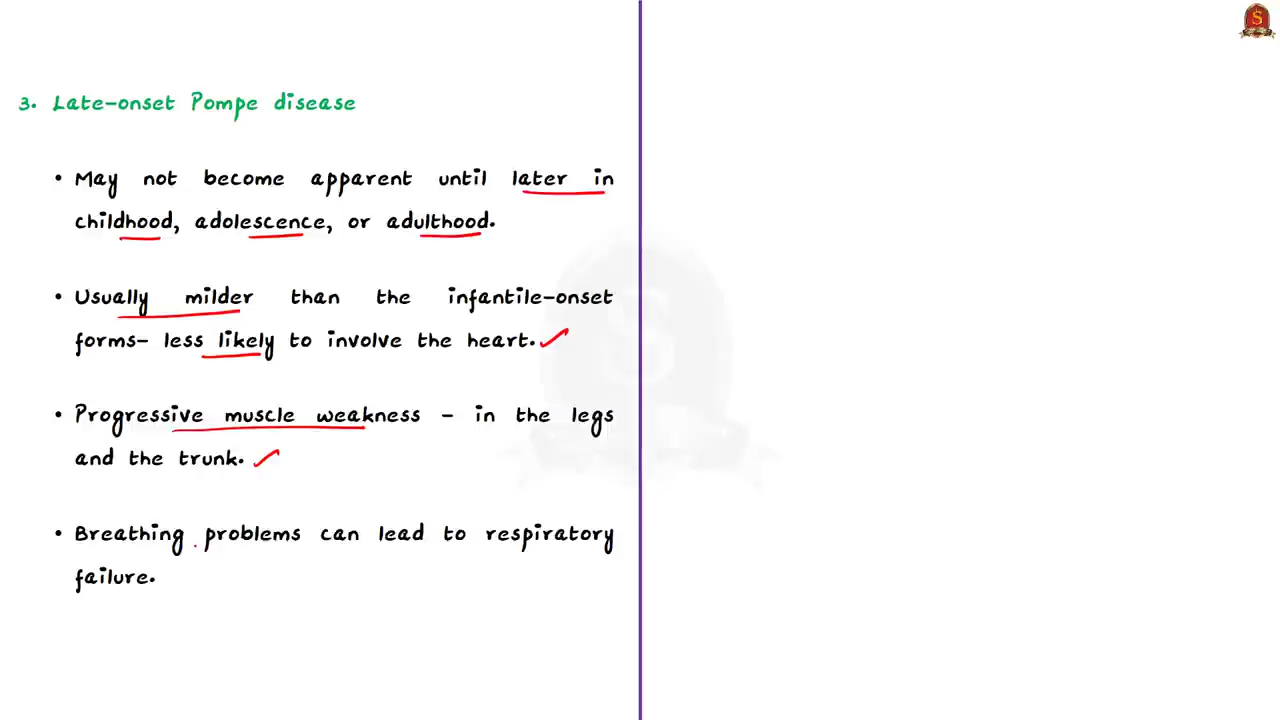 3. Late-onset Pompe disease
• May not become apparent until later in
childhood, adolescence, or adulthood.
• Usually milder than the infantile-onset
forms- less likely to involve the heart.
• Progressive muscle weakness - in the legs
and the trunk.
• Breathing problems can lead to respiratory
failure.
S
S